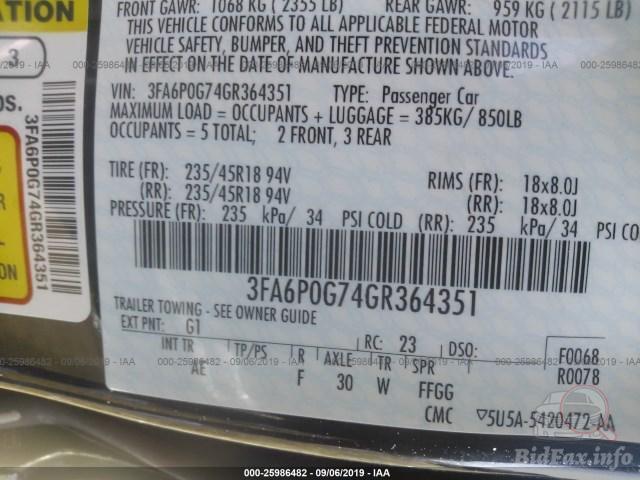 FRONT GAWR: 1068 KG ( 2355 LB) REAR GAWR: 959 KG ( 2115 LB)
THIS VEHICLE CONFORMS TO ALL APPLICABLE FEDERAL MOTOR
VEHICLE SAFETY, BUMPER, AND THEFT PREVENTION STANDARDS
IN EFFECT ON THE DATE OF MANUFACTURE SHOWN ABOVE.
VIN: 3FA6P0G74GR364351 TYPE: Passenger Car
MAXIMUM LOAD = OCCUPANTS + LUGGAGE = 385KG/ 850LB
OCCUPANTS = 5 TOTAL; 2 FRONT, 3 REAR
TIRE (FR): 235/45R18 94V RIMS (FR): 18x8.0J
(RR): 235/45R18 94V (RR): 18x8.0J
PRESSURE (FR): 235 kPa/ 34 PSI COLD (RR): 235 kPa/ 34 PSI CO
3FA6P0G74GR364351
TRAILER TOWING - SEE OWNER GUIDE
EXT PNT: G1 RC: 23 DSO: F0068
INT TR TP/PS R AXLE TR SPR R0078
AE F 30 W FFGG
CMC 5U5A-5420472-AA
3
3FA6P0G74GR364351
000-25986482 - 09/06/2019 - IAA
BidFax.info